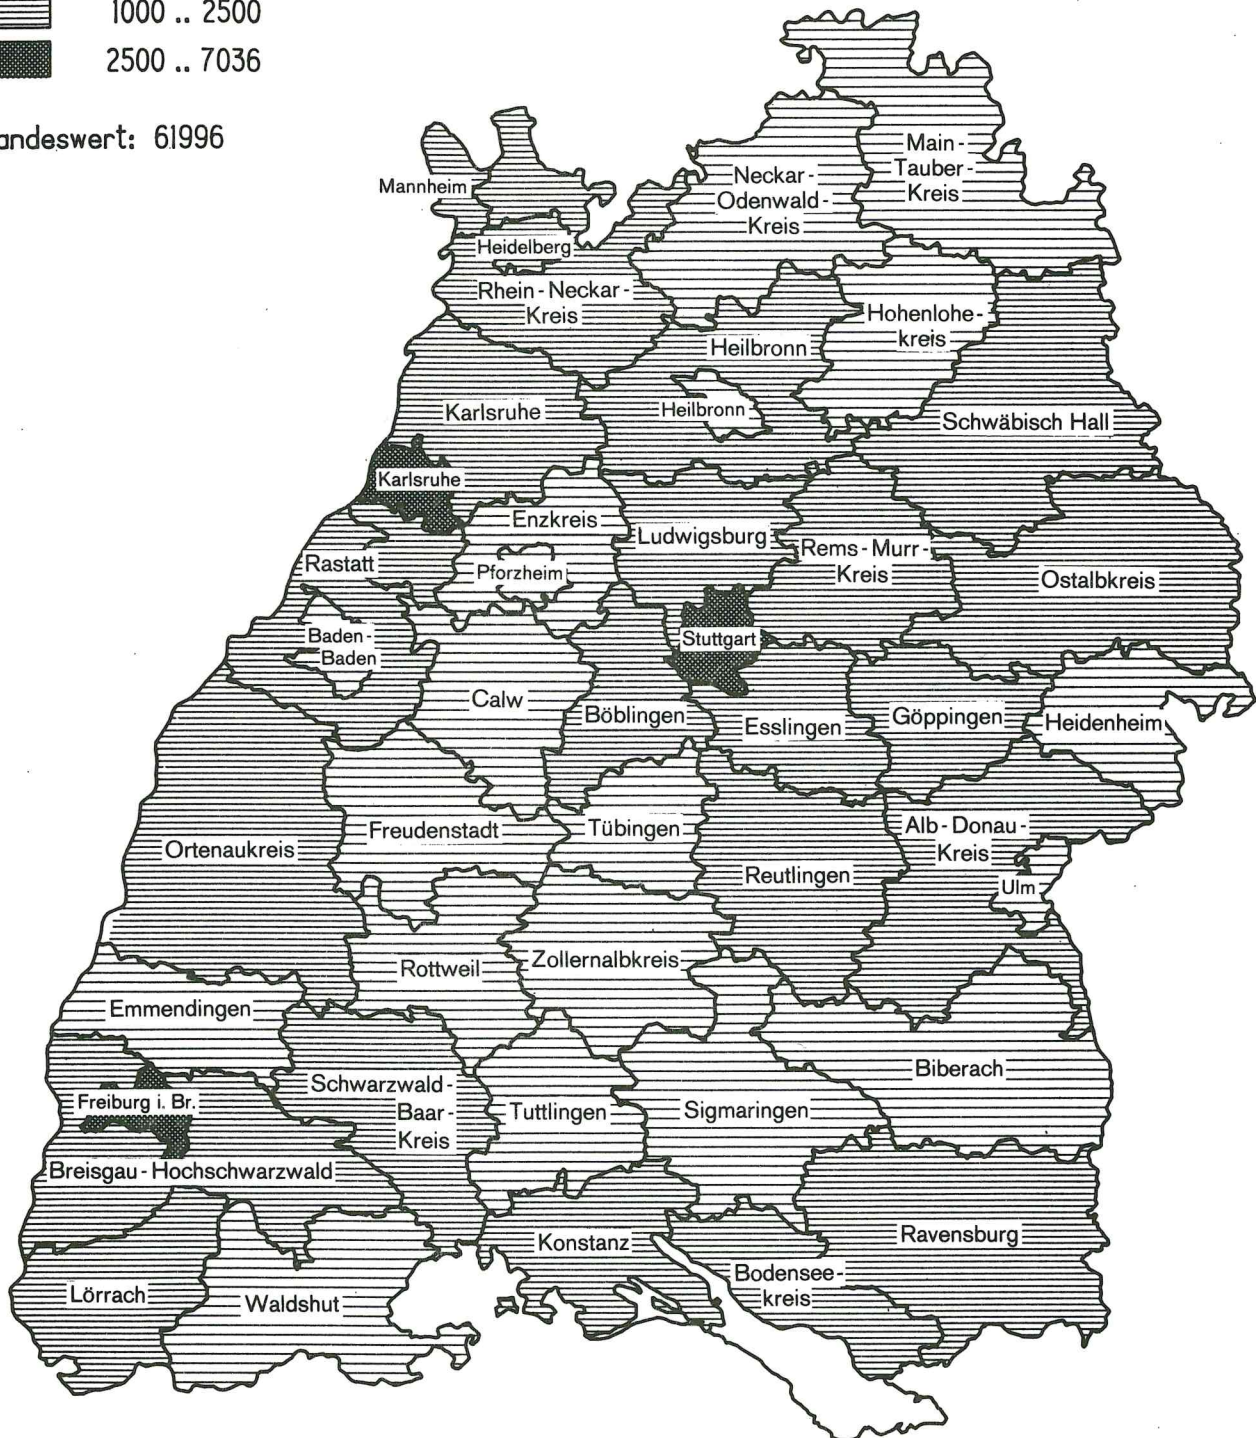 1000 .. 2500
2500 .. 7036
andeswert: 61996
Main-
Tauber-
Kreis
Neckar-
Odenwald-
Kreis
Mannheim
Heidelberg
Rhein-Neckar-
Kreis
Hohenlohe-
kreis
Heilbronn
Heilbronn
Karlsruhe
Schwäbisch Hall
Karlsruhe
Enzkreis
Ludwigsburg
Rems-Murr-
Kreis
Rastatt
Pforzheim
Ostalbkreis
Baden-
Baden
Stuttgart
Calw
Böblingen
Esslingen
Göppingen
Heidenheim
Freudenstadt
Tübingen
Alb-Donau-
Kreis
Ortenaukreis
Reutlingen
Ulm
Rottweil
Zollernalbkreis
Emmendingen
Biberach
Schwarzwald-
Baar-
Kreis
Freiburg i. Br.
Tuttlingen
Sigmaringen
Breisgau-Hochschwarzwald
Konstanz
Ravensburg
Bodensee-
kreis
Lörrach
Waldshut